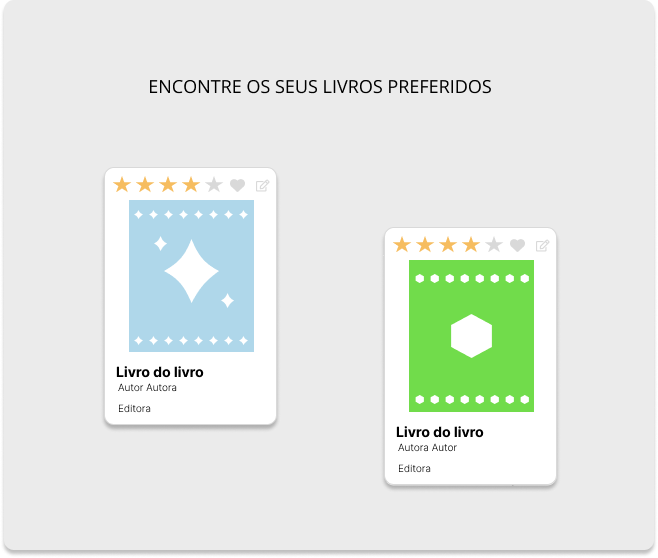 ENCONTRE OS SEUS LIVROS PREFERIDOS
Livro do livro
Autor Autora
Editora
Livro do livro
Autora Autor
Editora